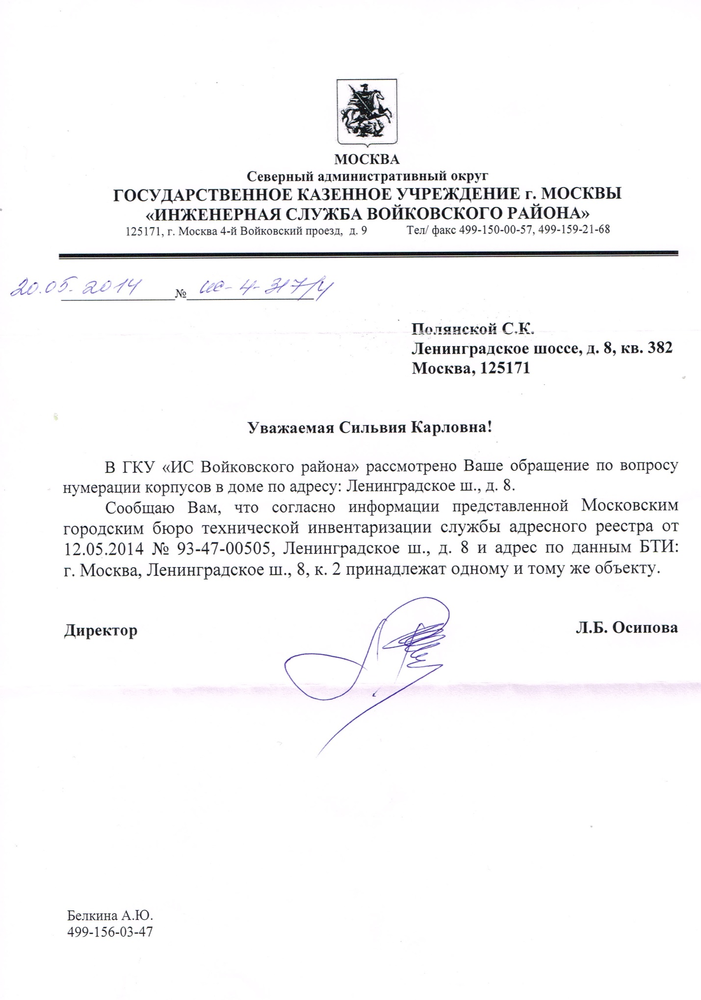 МОСКВА
Северный административный округ
ГОСУДАРСТВЕННОЕ КАЗЕННОЕ УЧРЕЖДЕНИЕ г. МОСКВЫ
«ИНЖЕНЕРНАЯ СЛУЖБА ВОЙКОВСКОГО РАЙОНА»
125171, г. Москва 4-й Войковский проезд, д. 9 Тел/ факс 499-150-00-57, 499-159-21-68
20.05.2014 № ис-4-317/4
Полянской С.К.
Ленинградское шоссе, д. 8, кв. 382
Москва, 125171
Уважаемая Сильвия Карловна!
В ГКУ «ИС Войковского района» рассмотрено Ваше обращение по вопросу
нумерации корпусов в доме по адресу: Ленинградское ш., д. 8.
Сообщаю Вам, что согласно информации представленной Московским
городским бюро технической инвентаризации службы адресного реестра от
12.05.2014 № 93-47-00505, Ленинградское ш., д. 8 и адрес по данным БТИ:
г. Москва, Ленинградское ш., 8, к. 2 принадлежат одному и тому же объекту.
Директор Л.Б. Осипова
Белкина А.Ю.
499-156-03-47